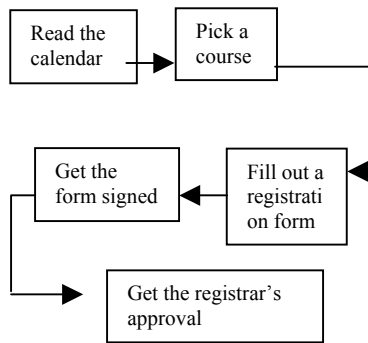 Read the
calendar
Pick a
course
Fill out a
registrati
on form
Get the
form signed
Get the registrar's
approval